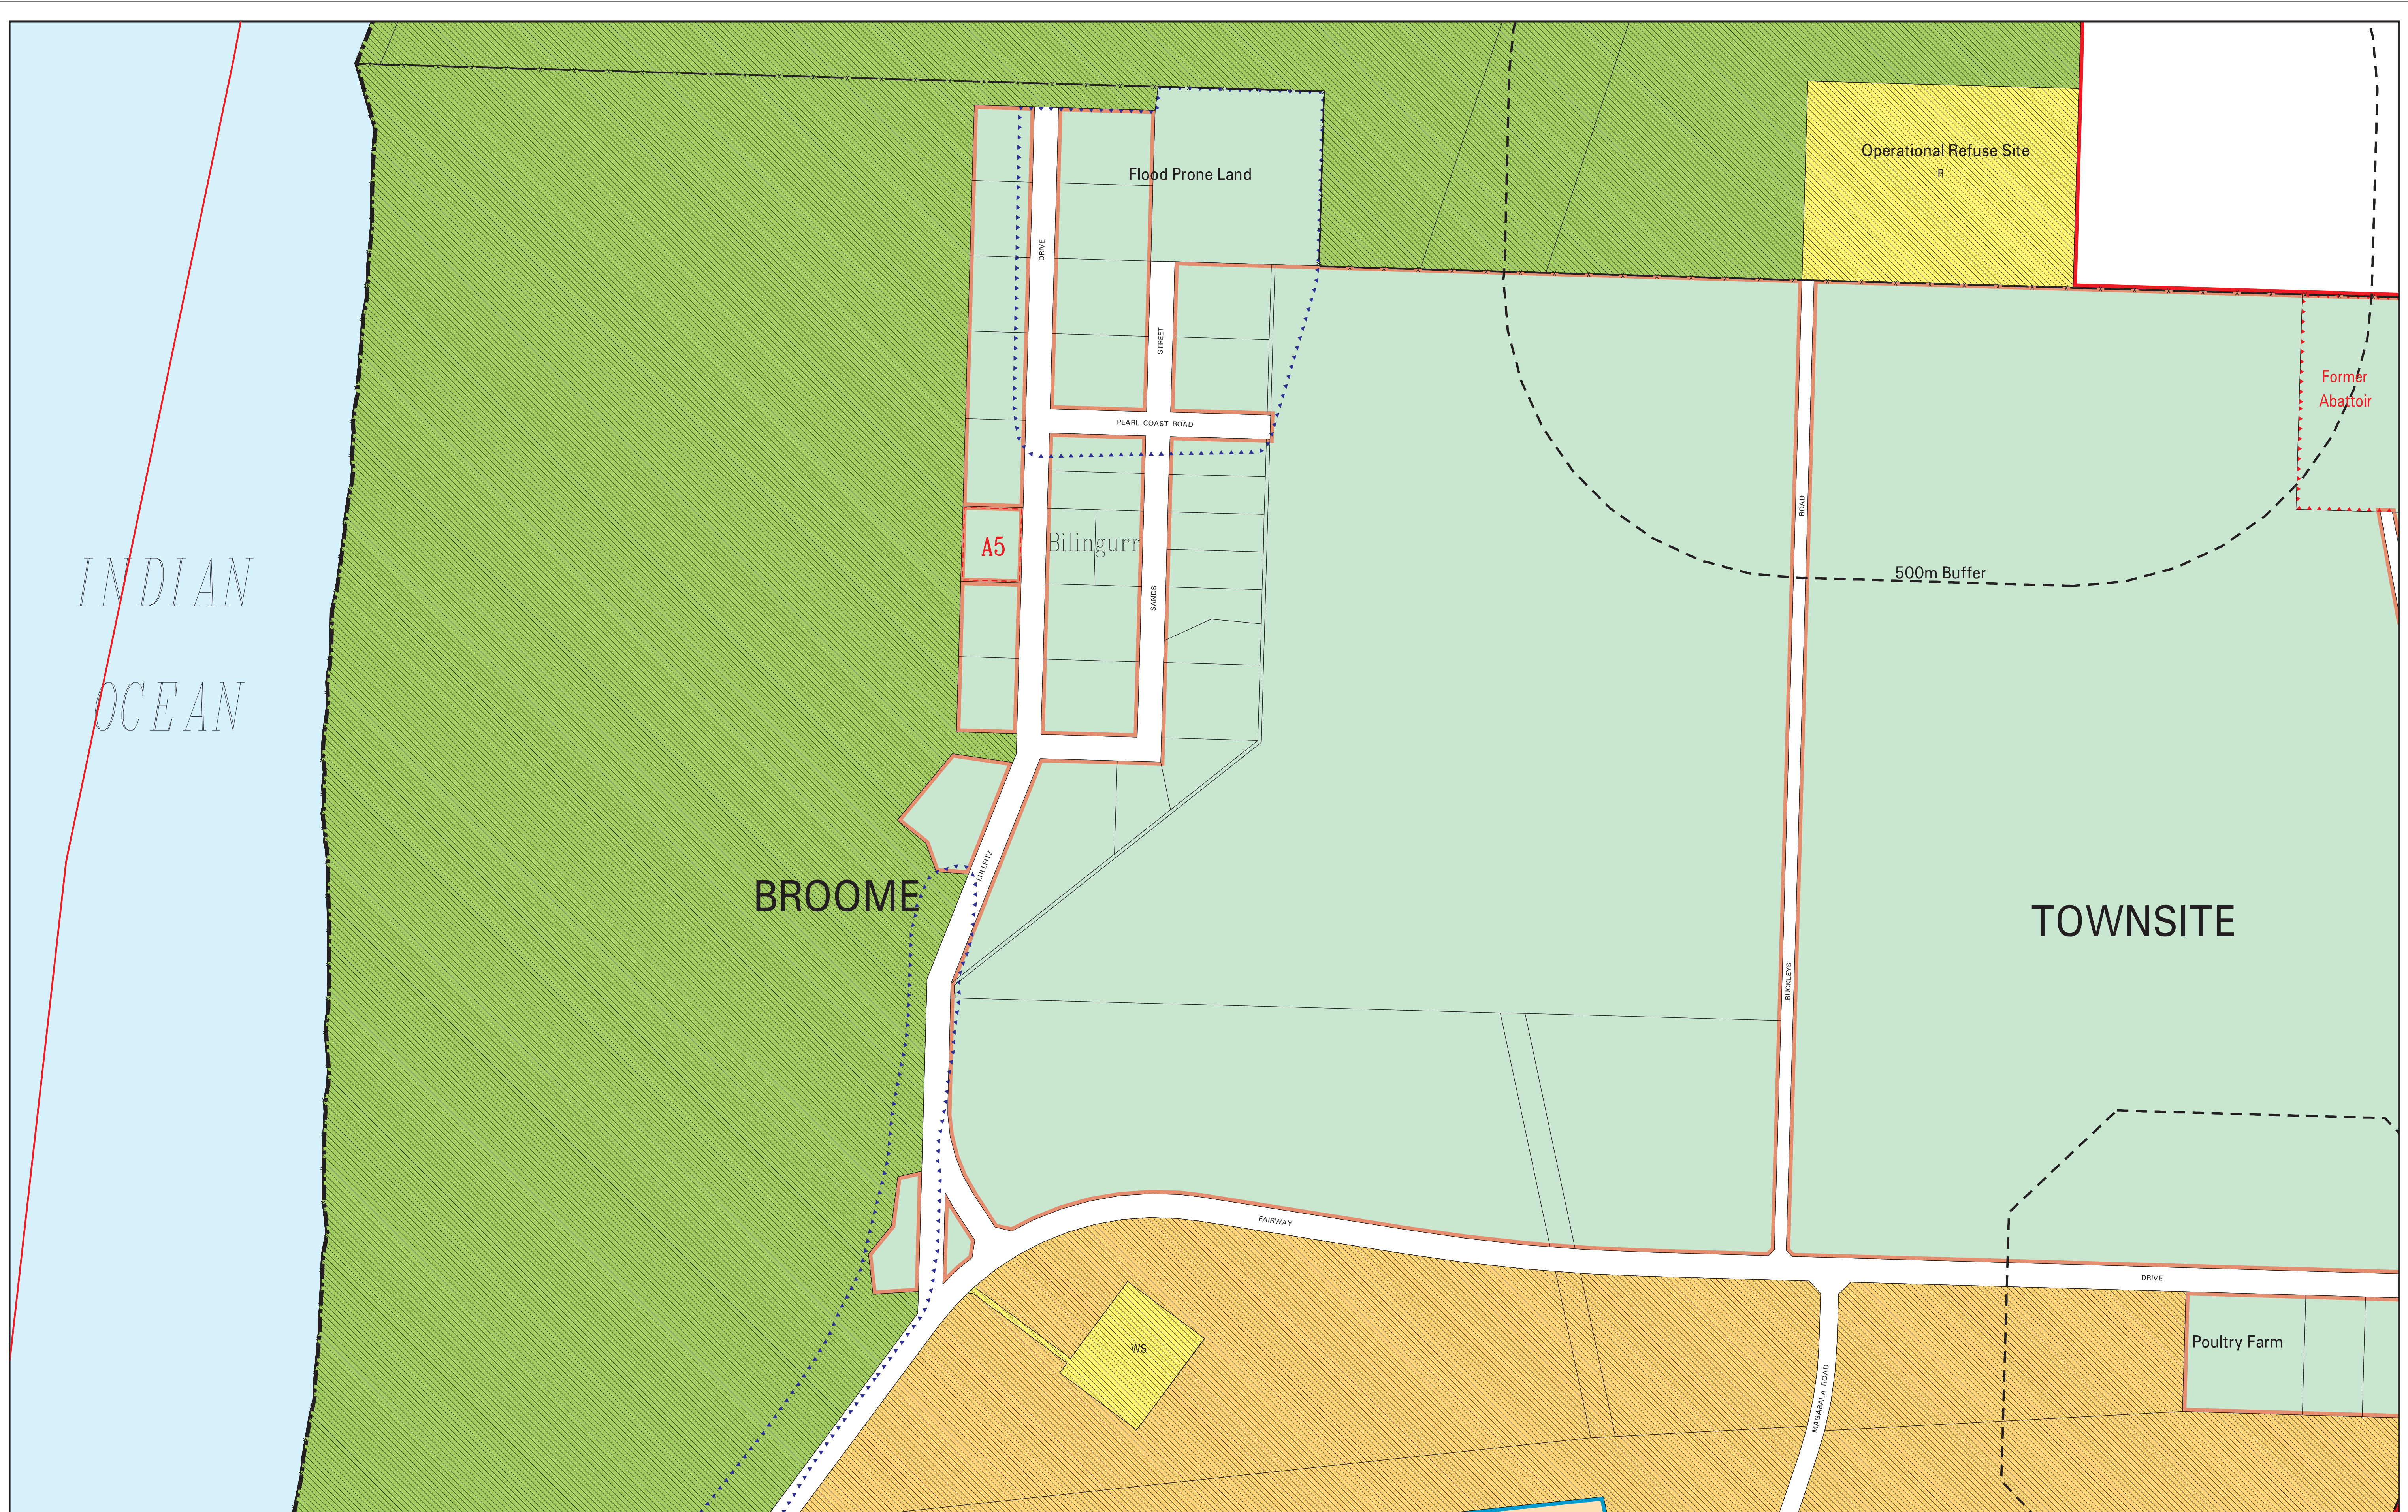 Operational Refuse Site
R
Flood Prone Land
DRIVE
STREET
Former
Abattoir
PEARL COAST ROAD
ROAD
A5
Bilingurr
INDIAN
500m Buffer
SANDS
OCEAN
LULLFITZ
BROOME
TOWNSITE
BUCKLEYS
FAIRWAY
DRIVE
WS
Poultry Farm
MAGABALA ROAD